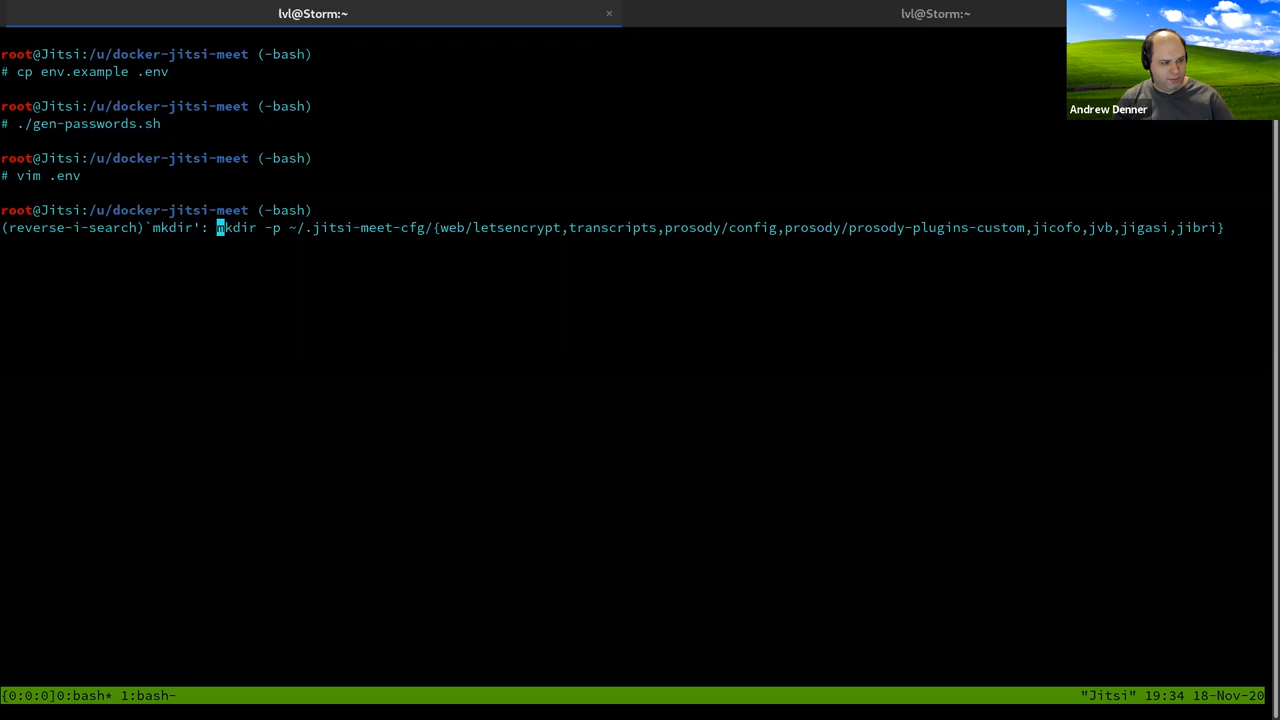 lvl@Storm:~ × lvl@Storm:~
Andrew Denner
root@Jitsi:/u/docker-jitsi-meet (-bash)
# cp env.example .env
root@Jitsi:/u/docker-jitsi-meet (-bash)
# ./gen-passwords.sh
root@Jitsi:/u/docker-jitsi-meet (-bash)
# vim .env
root@Jitsi:/u/docker-jitsi-meet (-bash)
(reverse-i-search)`mkdir': mkdir -p ~/.jitsi-meet-cfg/{web/letsencrypt,transcripts,prosody/config,prosody/prosody-plugins-custom,jicofo,jvb,jigasi,jibri}
{0:0:0]0:bash* 1:bash- "Jitsi" 19:34 18-Nov-20